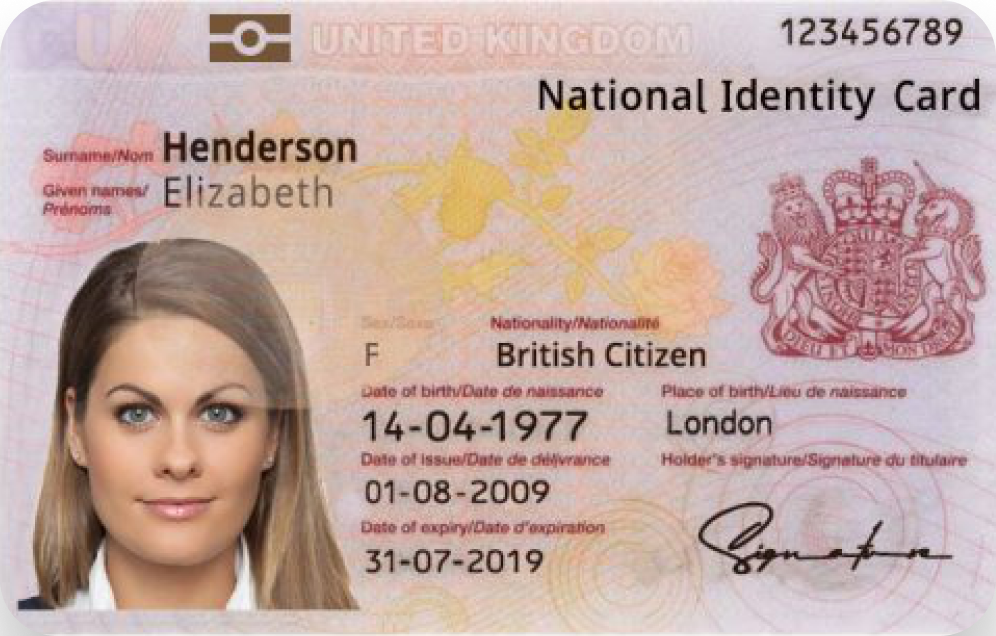 UNITED KINGDOM
123456789
National Identity Card
Surname/Nom Henderson
Given names/ Elizabeth
Prénoms
Sex/Sexe
Nationality/Nationalité
F
British Citizen
Date of birth/Date de naissance
Place of birth/Lieu de naissance
14-04-1977
London
Date of issue/Date de délivrance
Holder's signature/Signature du titulaire
01-08-2009
Date of expiry/Date d'expiration
31-07-2019
Signature
DIEU ET MON DROIT